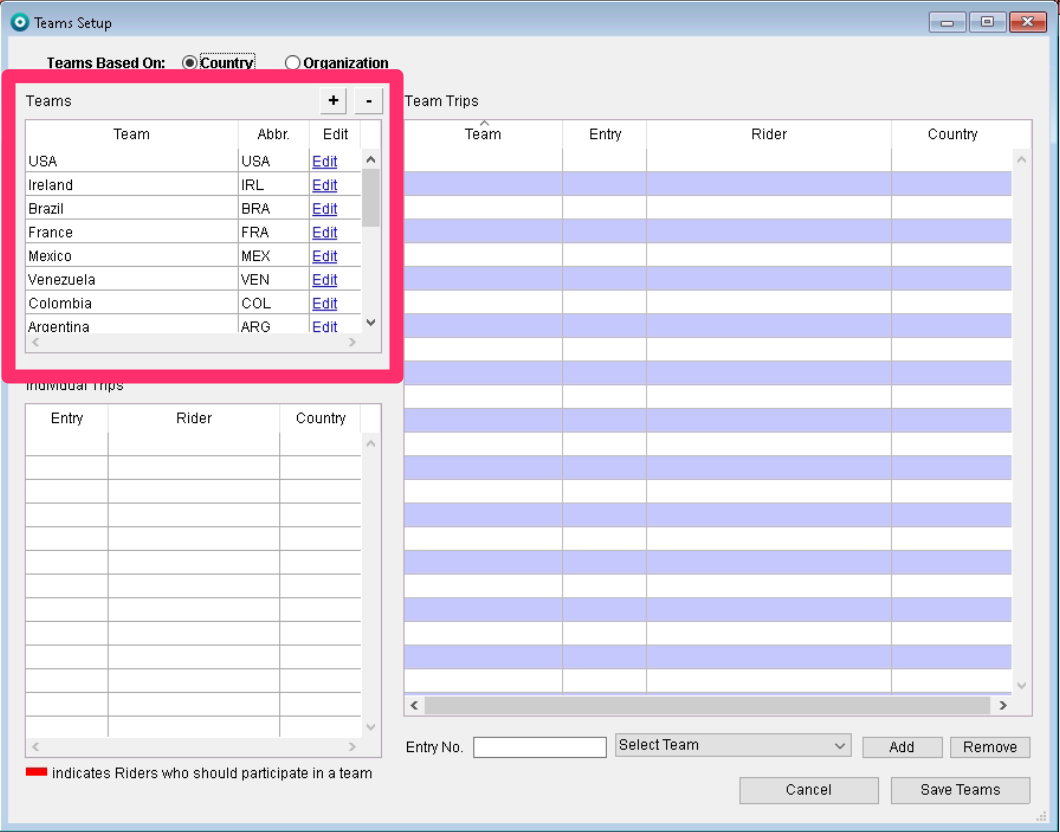 Teams Setup
Teams Based On: Country Organization
Teams + -
Team Abbr. Edit
USA USA Edit
Ireland IRL Edit
Brazil BRA Edit
France FRA Edit
Mexico MEX Edit
Venezuela VEN Edit
Colombia COL Edit
Argentina ARG Edit
Team Trips
Team Entry Rider Country
Individual Trips
Entry Rider Country
indicates Riders who should participate in a team
Entry No. Select Team Add Remove
Cancel Save Teams